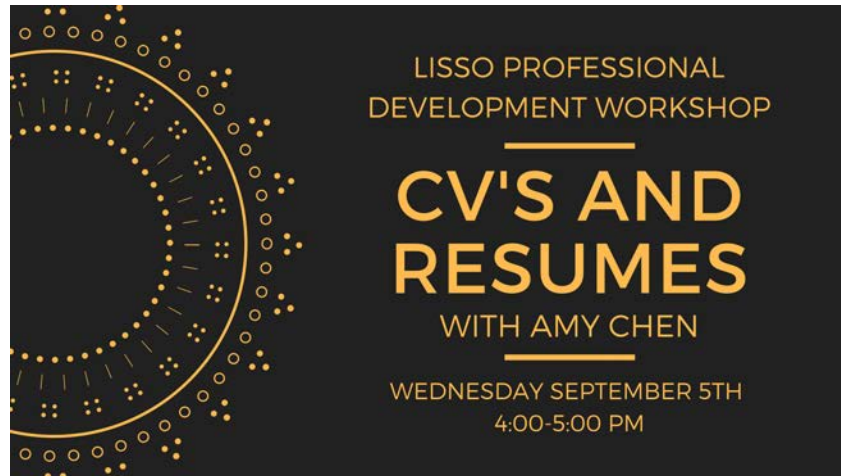 LISSO PROFESSIONAL
DEVELOPMENT WORKSHOP
CV'S AND
RESUMES
WITH AMY CHEN
WEDNESDAY SEPTEMBER 5TH
4:00-5:00 PM